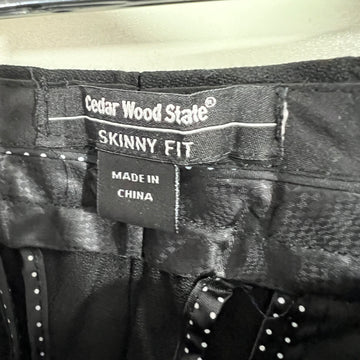 Cedar Wood State®
SKINNY FIT
MADE IN
CHINA